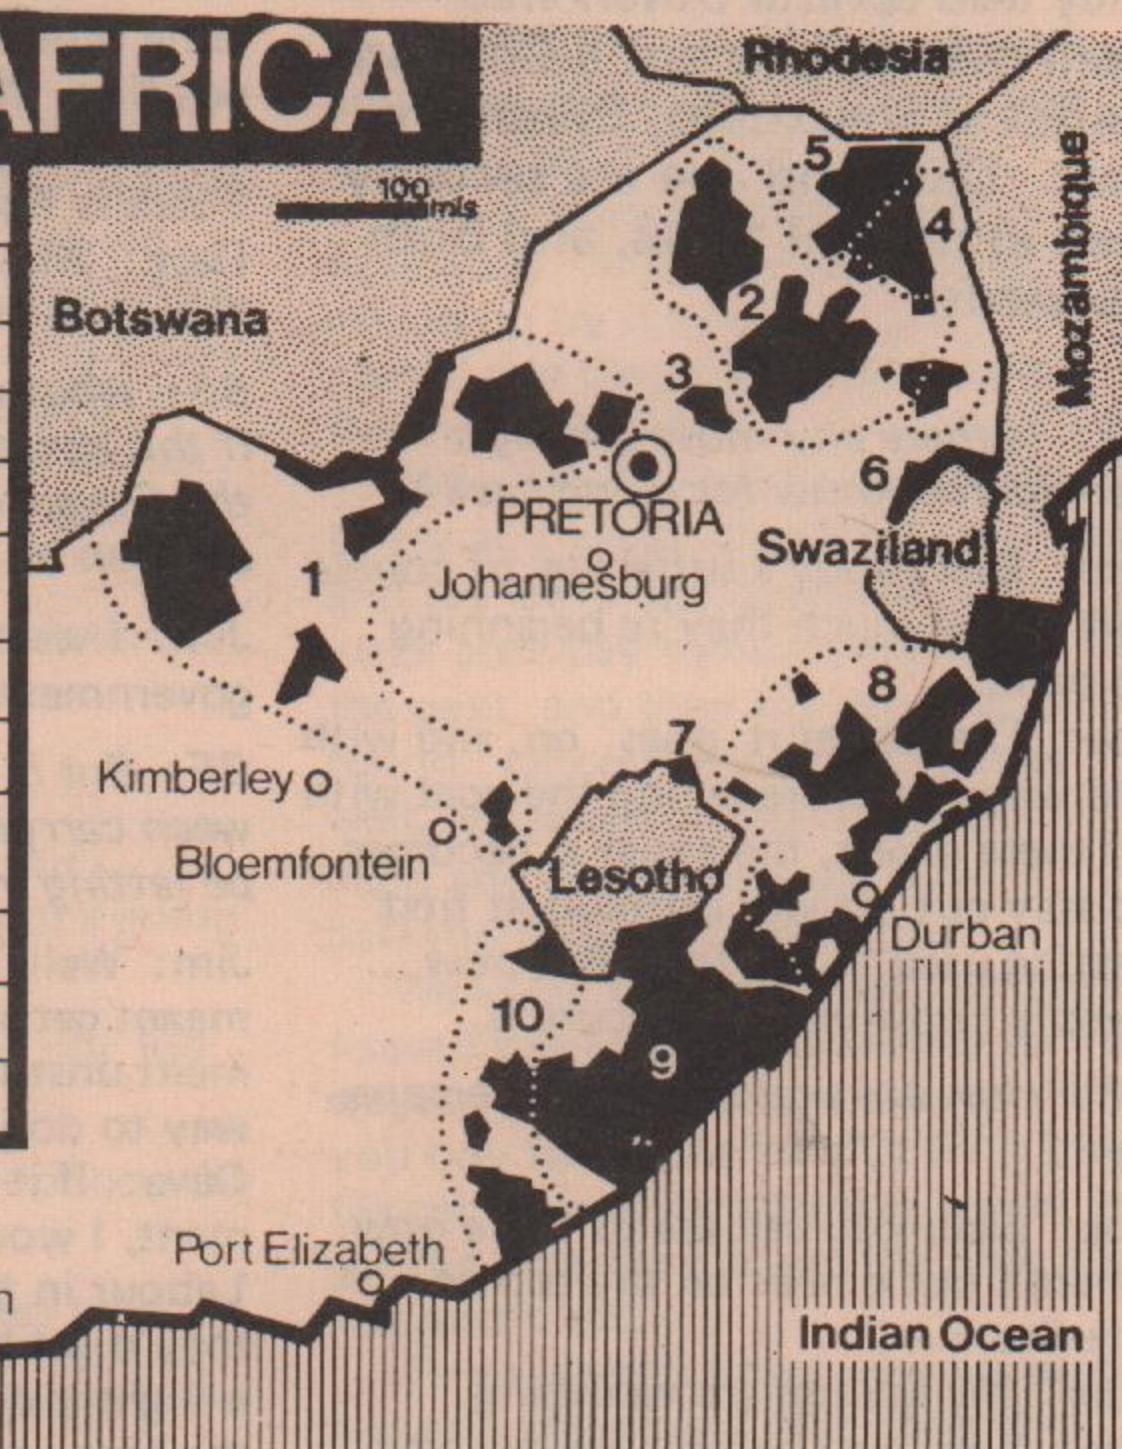 AFRICA
Rhodesia
100
mls
Mozambique
Botswana
5
4
2
3
6
PRETORIA
Swaziland
Johannesburg
1
8
7
Kimberley
Bloemfontein
Lesotho
Durban
10
9
Port Elizabeth
Indian Ocean